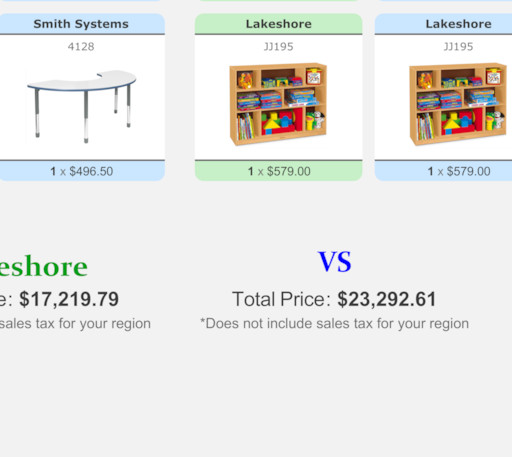 Smith Systems
4128
1 x $496.50
Lakeshore
JJ195
1 x $579.00
Lakeshore
JJ195
1 x $579.00
eshore
e: $17,219.79
sales tax for your region
VS
Total Price: $23,292.61
*Does not include sales tax for your region